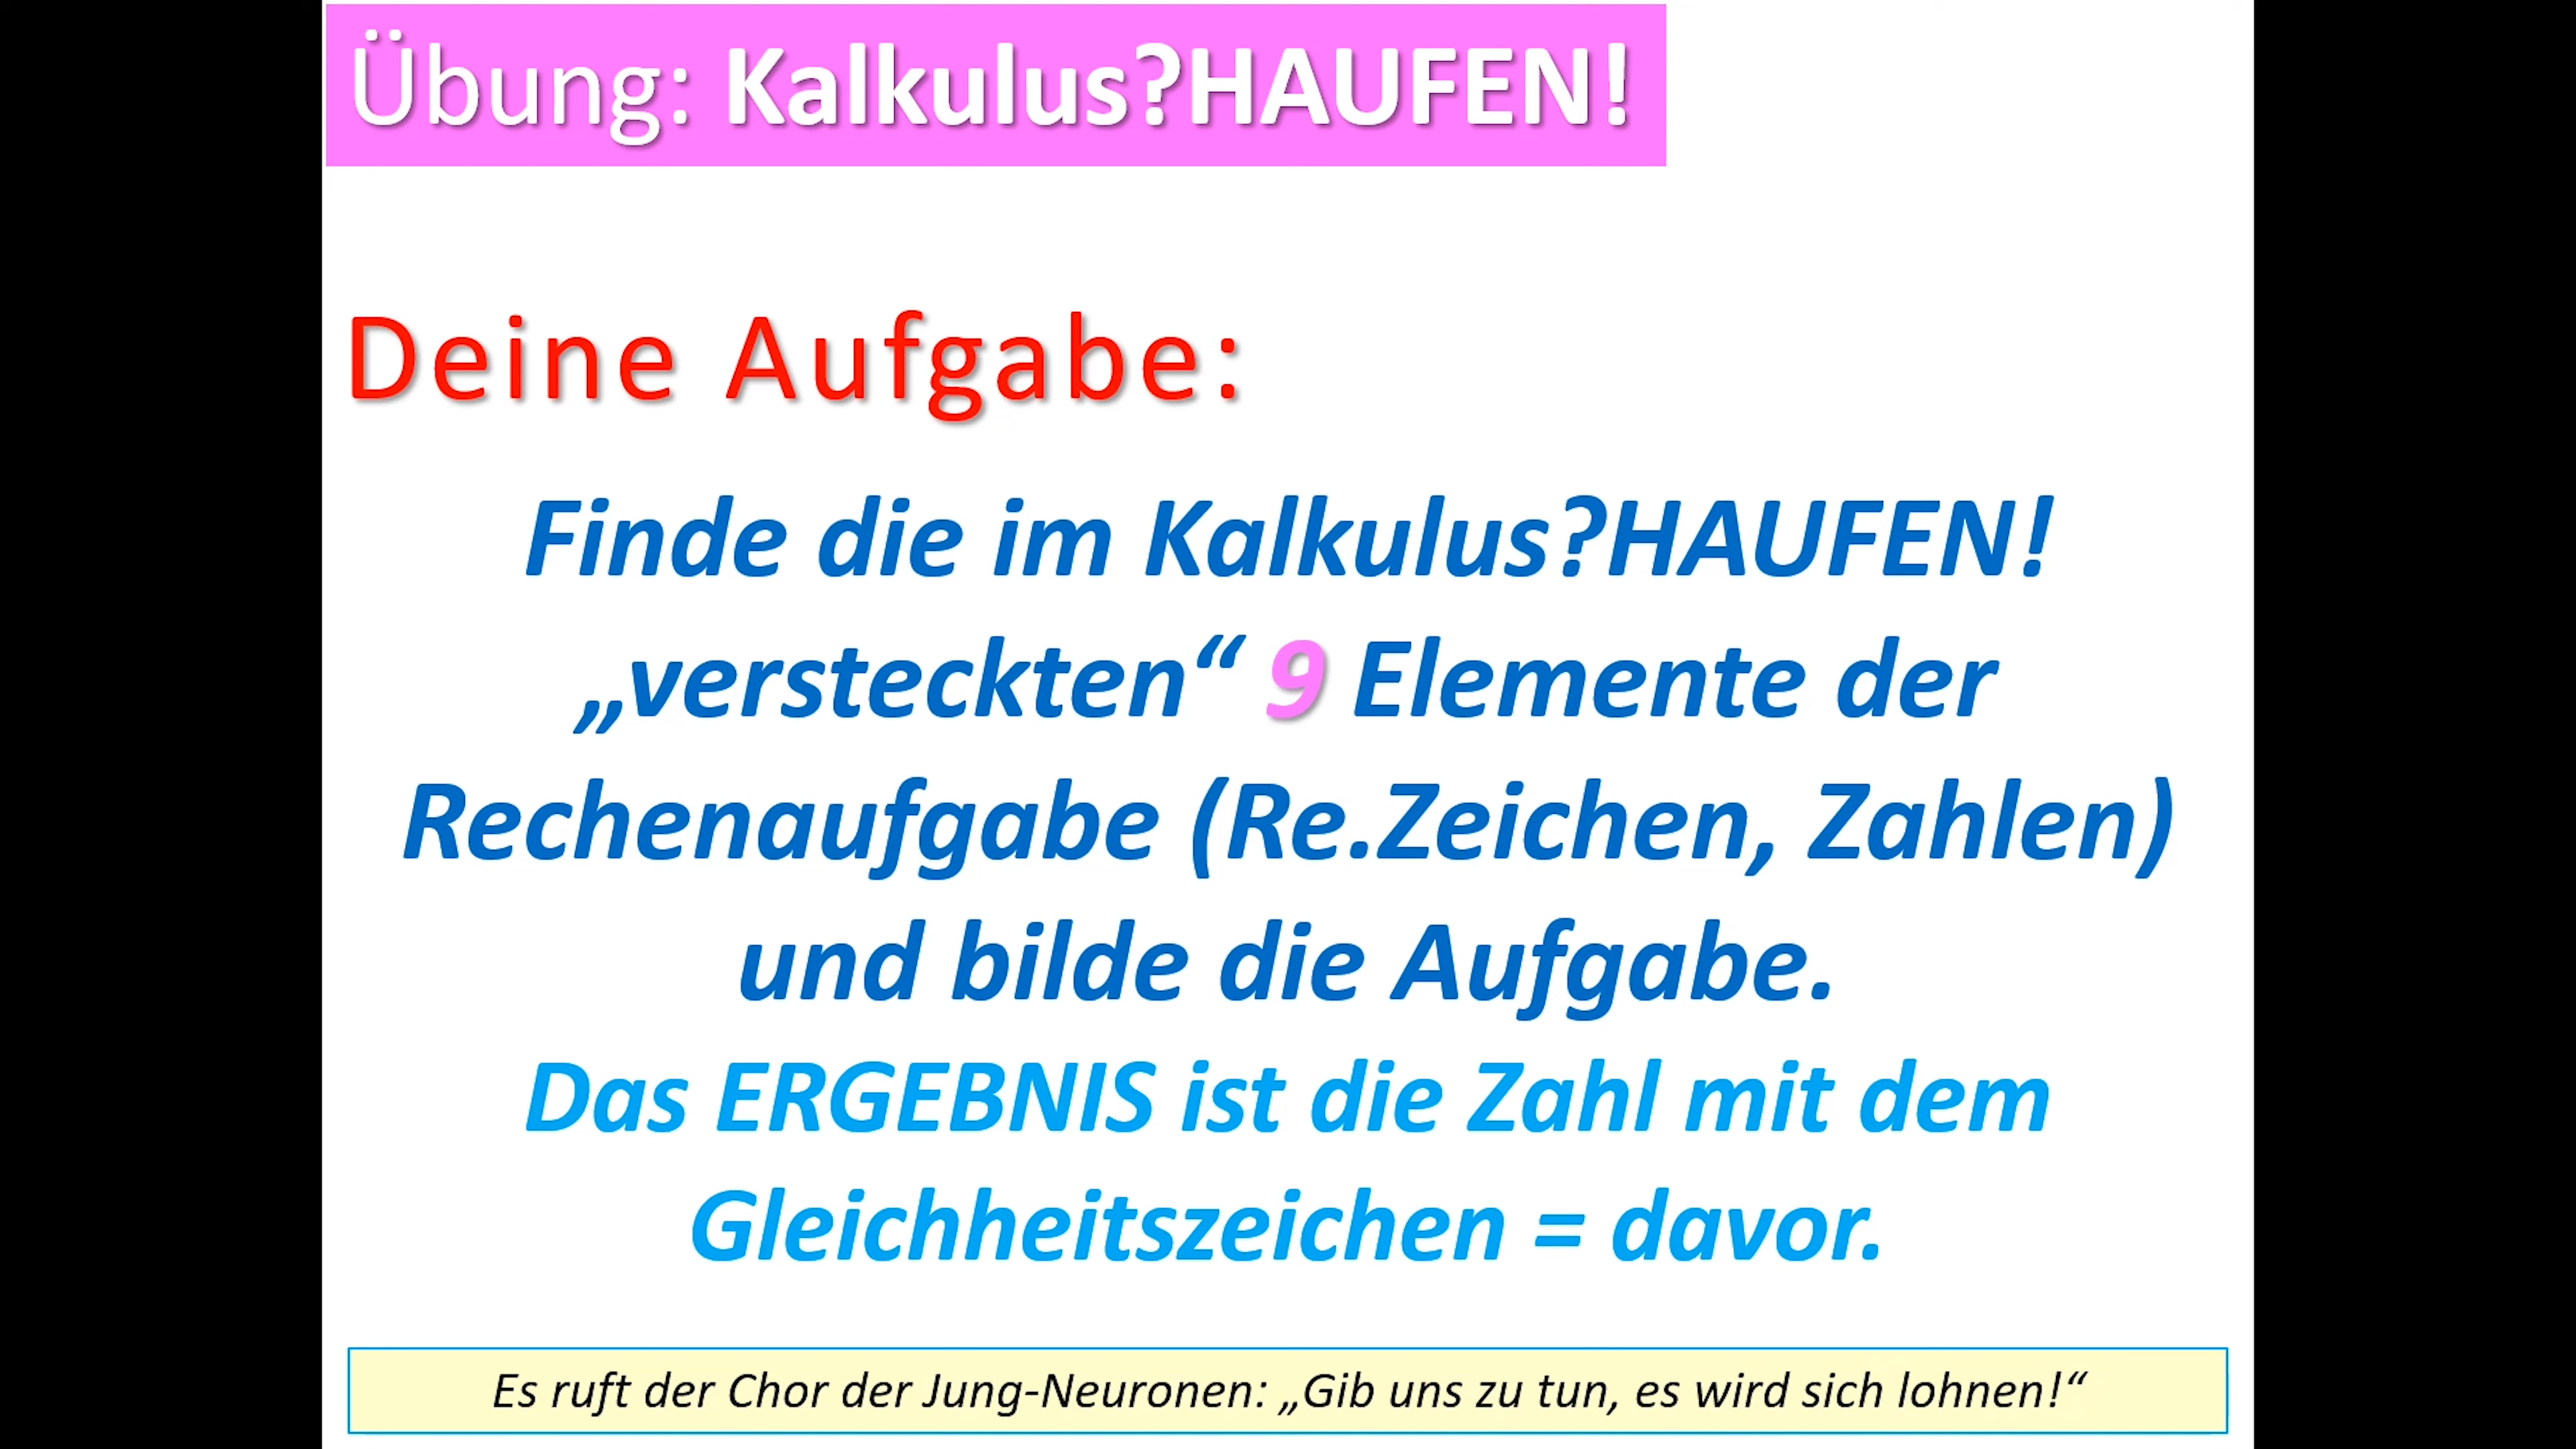 Übung: Kalkulus?HAUFEN!
Deine Aufgabe:
Finde die im Kalkulus?HAUFEN!
„versteckten“ 9 Elemente der
Rechenaufgabe (Re.Zeichen, Zahlen)
und bilde die Aufgabe.
Das ERGEBNIS ist die Zahl mit dem
Gleichheitszeichen = davor.
Es ruft der Chor der Jung-Neuronen: „Gib uns zu tun, es wird sich lohnen!“